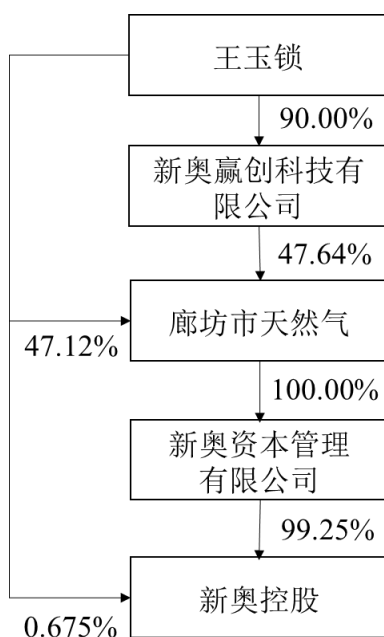 王玉锁
90.00%
新奥赢创科技有
限公司
47.64%
廊坊市天然气
47.12%
100.00%
新奥资本管理
有限公司
99.25%
新奥控股
0.675%